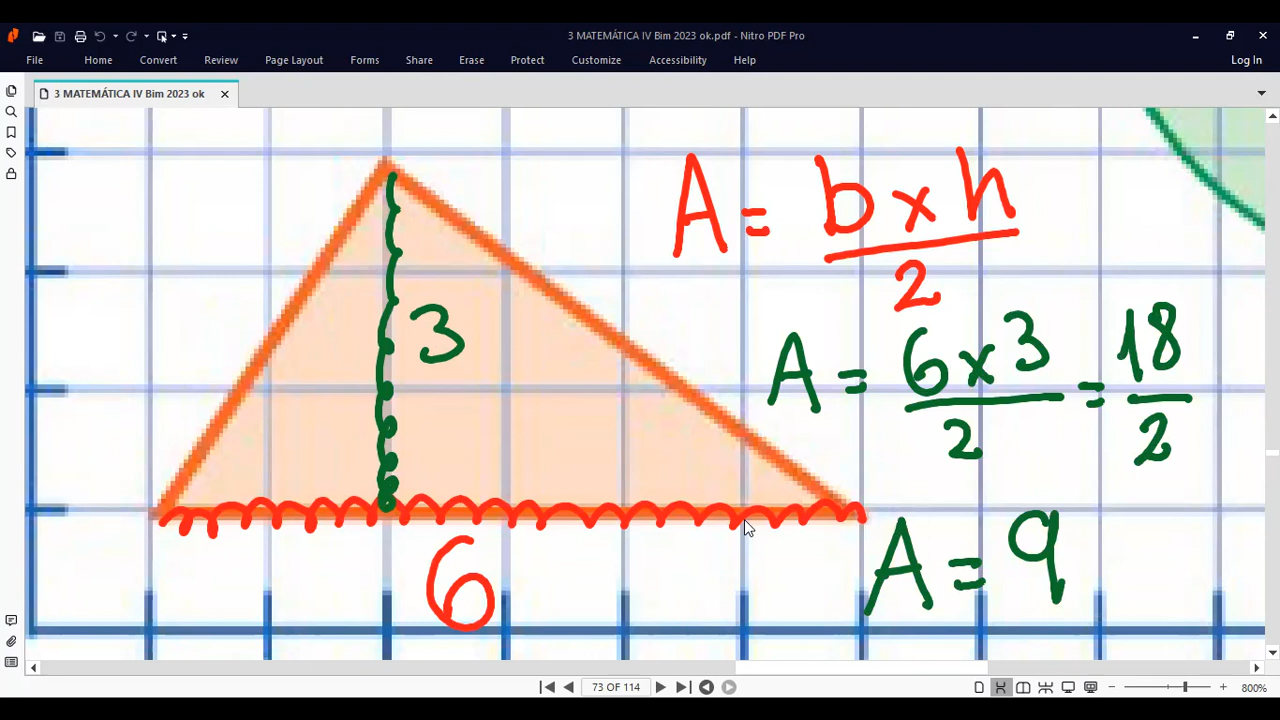 3 MATEMÁTICA IV Bim 2023 ok.pdf - Nitro PDF Pro
File Home Convert Review Page Layout Forms Share Erase Protect Customize Accessibility Help Log In
3 MATEMÁTICA IV Bim 2023 ok
A = b x h / 2
3
A = 6 x 3 / 2 = 18 / 2
6
A = 9
73 OF 114
800%